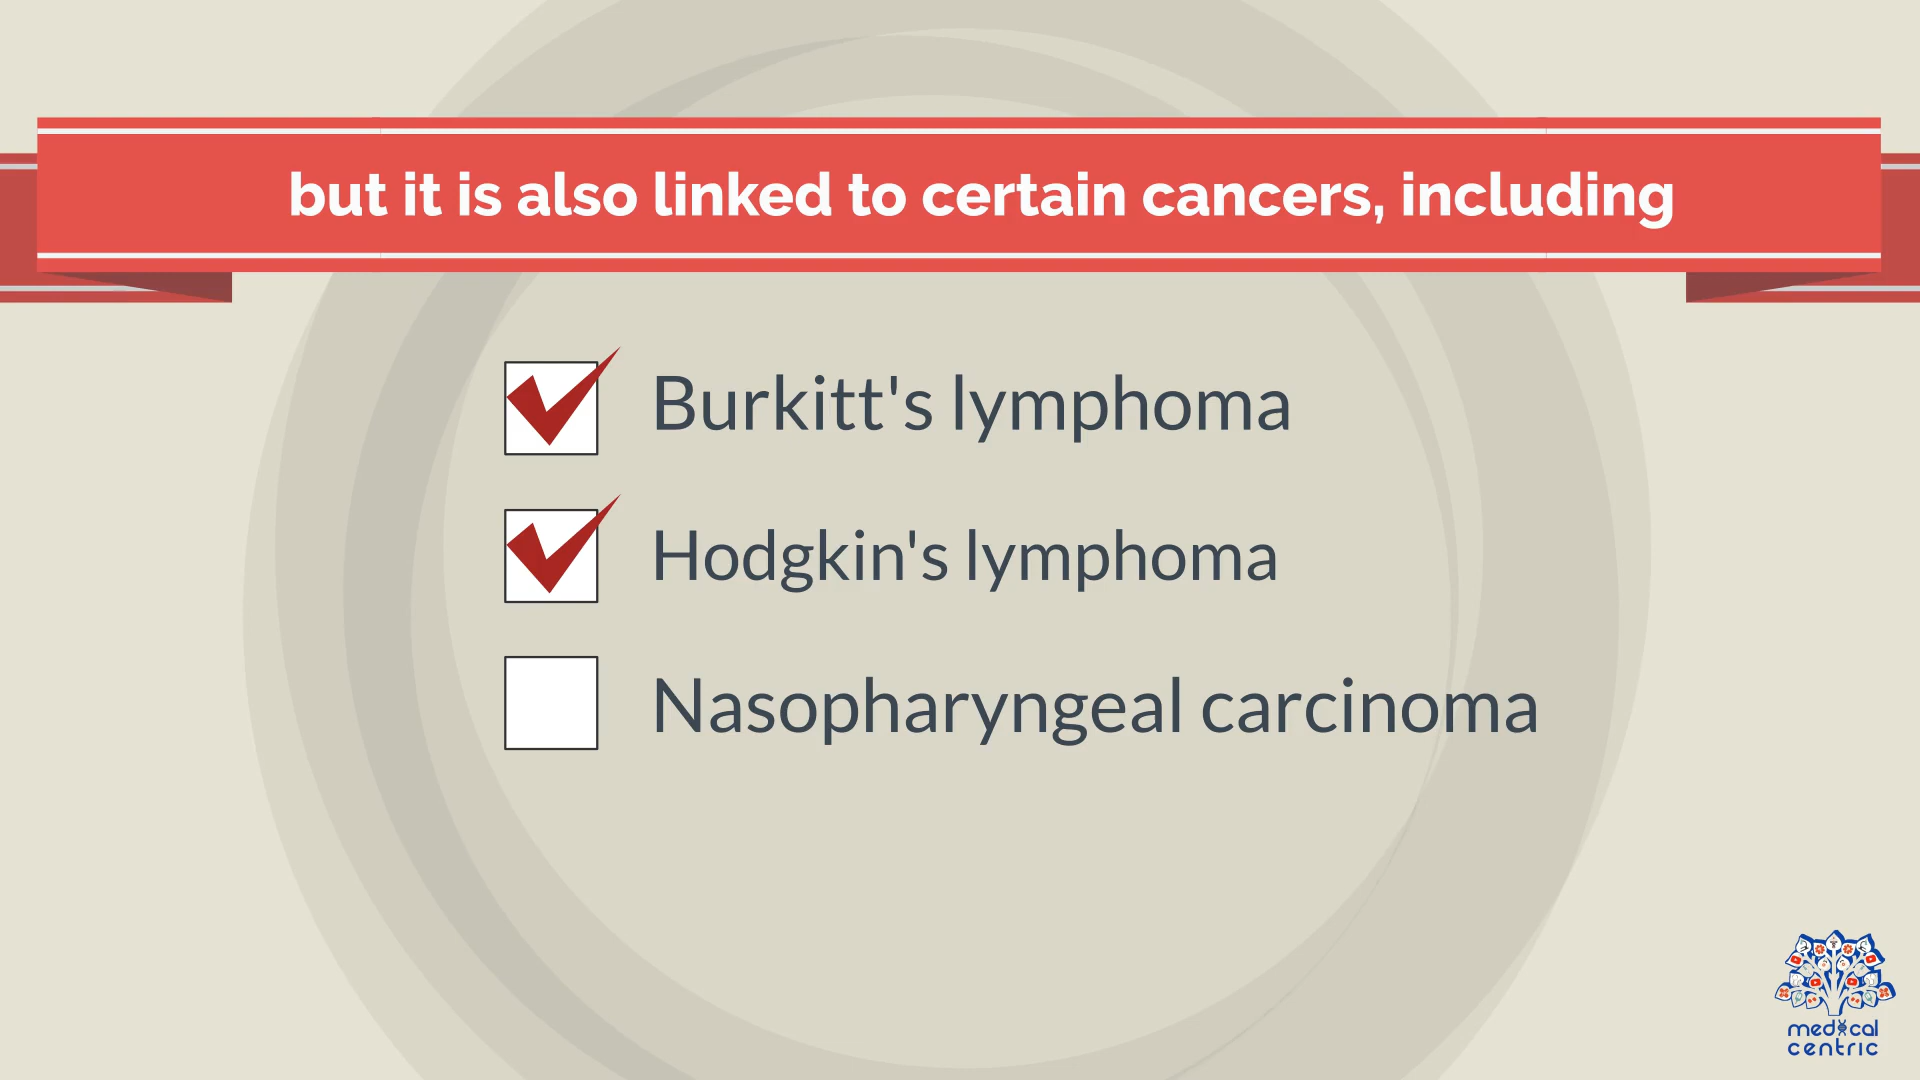 but it is also linked to certain cancers, including
Burkitt's lymphoma
Hodgkin's lymphoma
Nasopharyngeal carcinoma
medical
centric